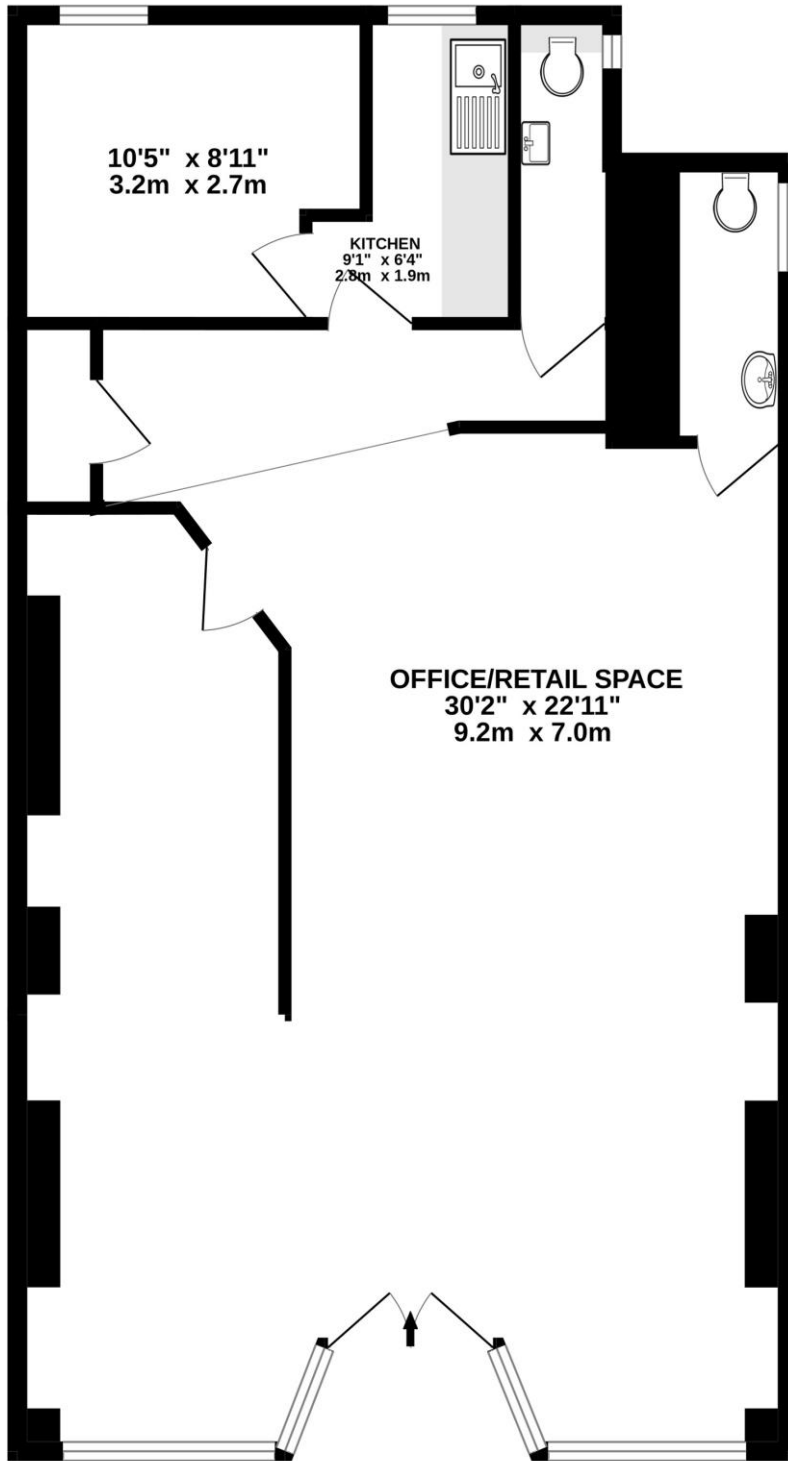 10'5" x 8'11"
3.2m x 2.7m
KITCHEN
9'1" x 6'4"
2.8m x 1.9m
OFFICE/RETAIL SPACE
30'2" x 22'11"
9.2m x 7.0m